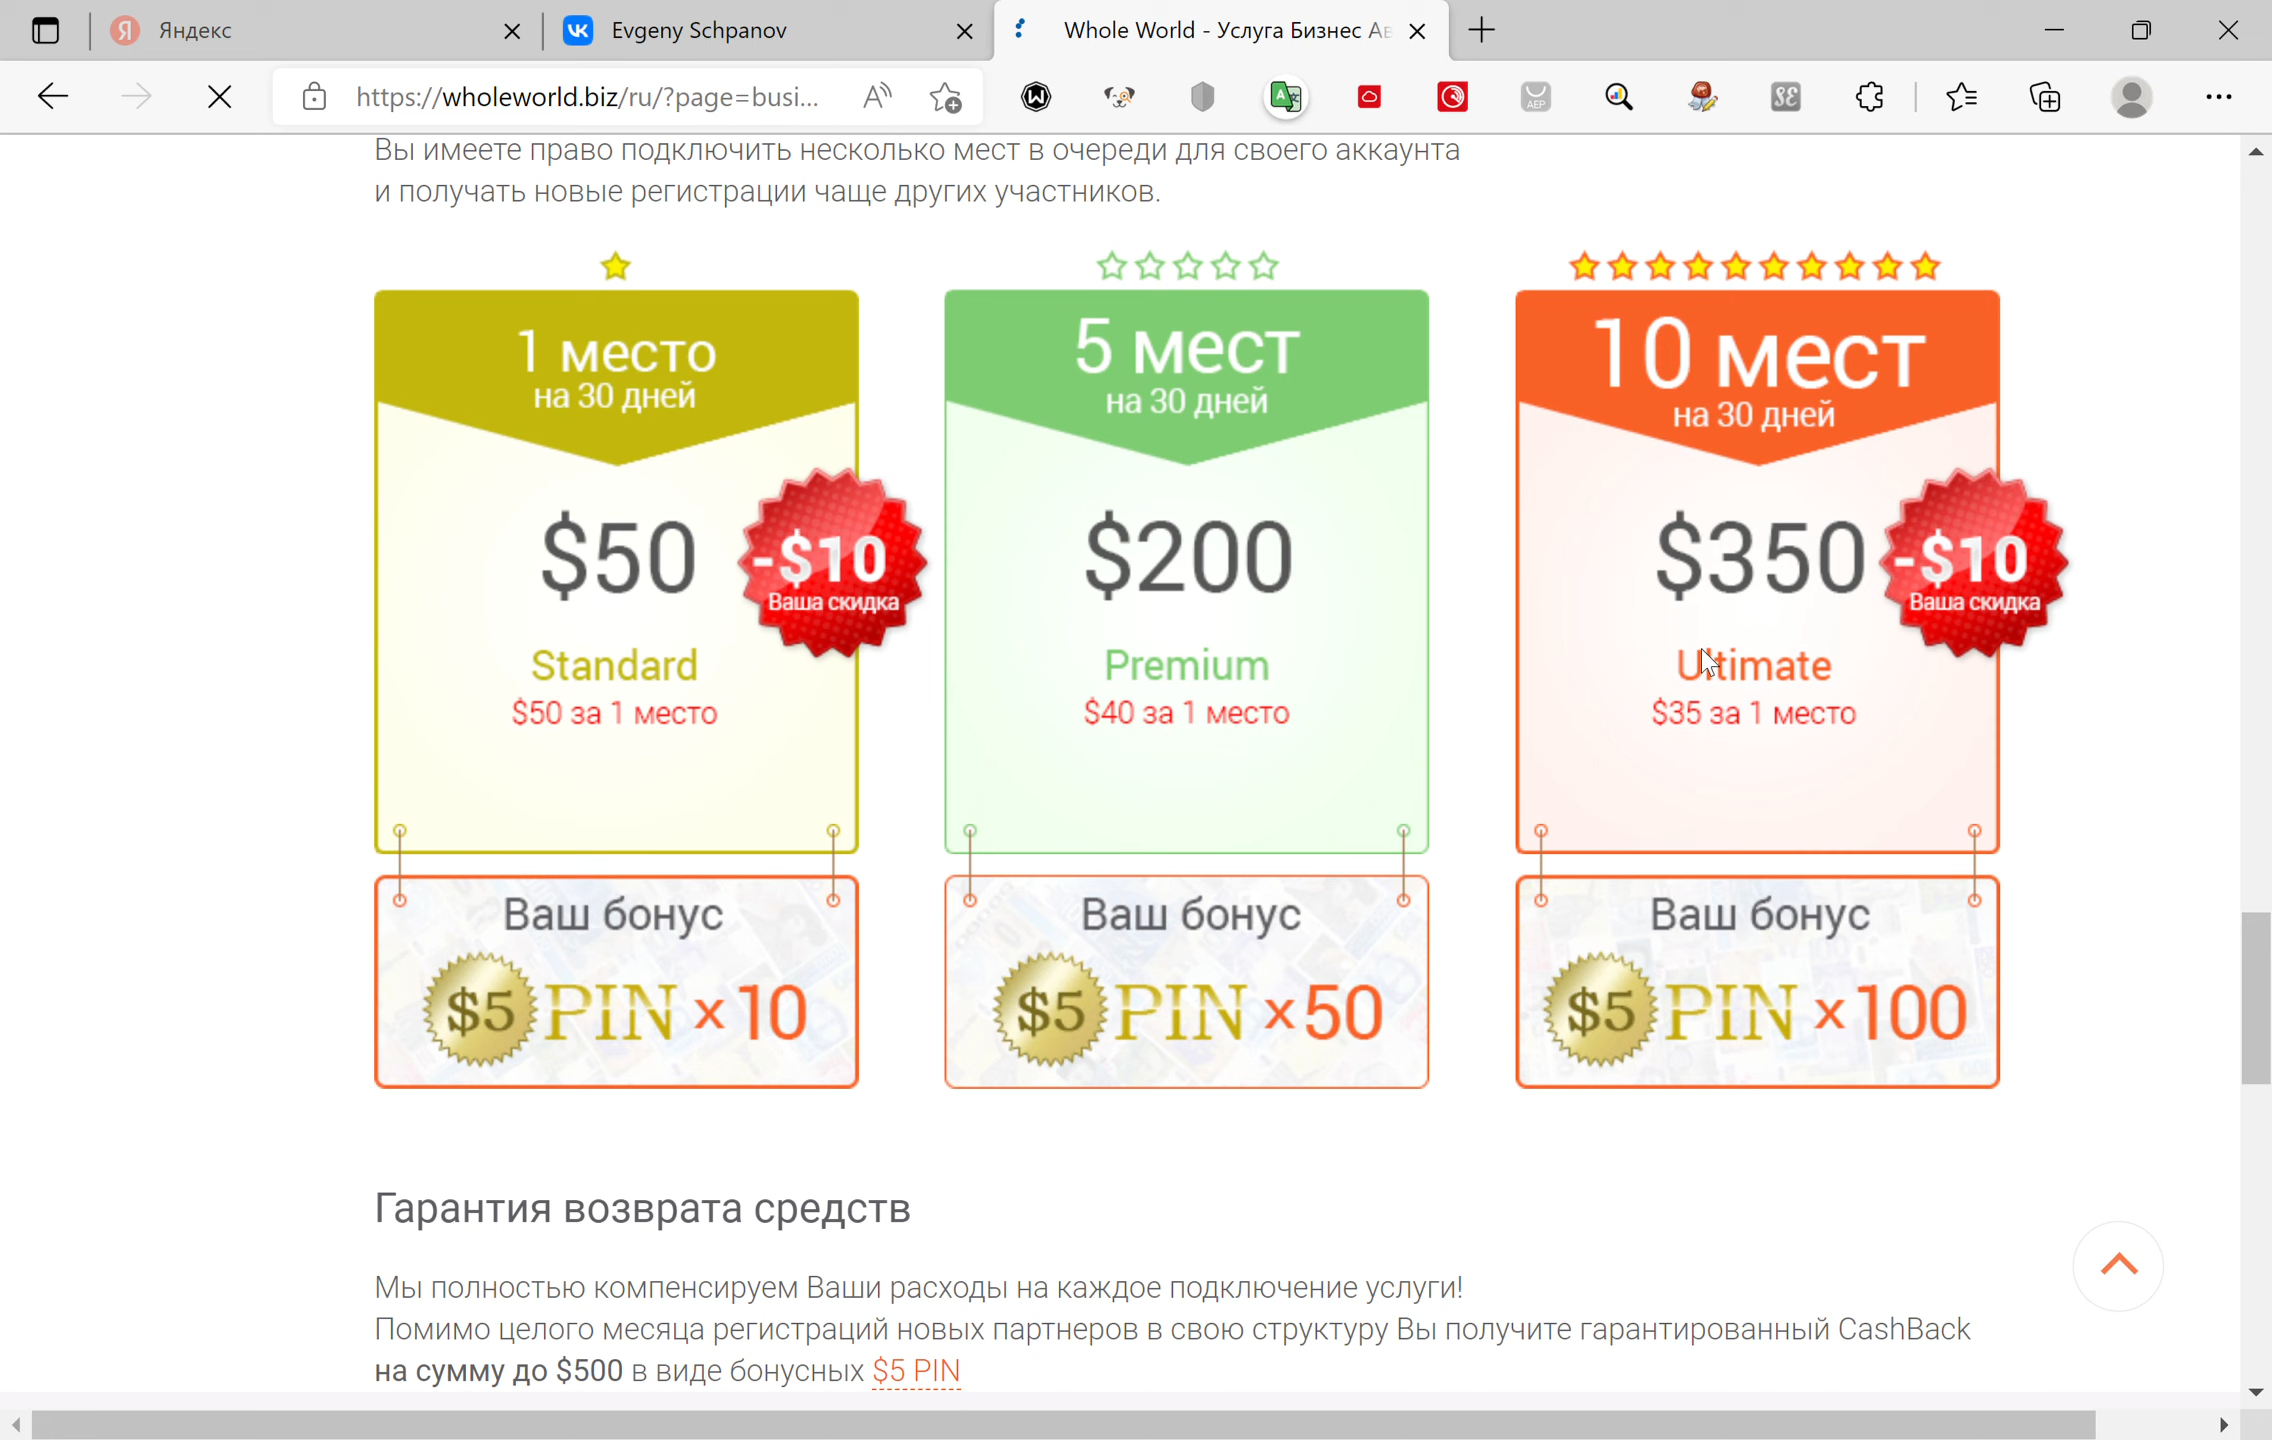 Яндекс
Evgeny Schpanov
Whole World - Услуга Бизнес Ав
https://wholeworld.biz/ru/?page=busi...
Вы имеете право подключить несколько мест в очереди для своего аккаунта
и получать новые регистрации чаще других участников.
1 место
на 30 дней
$50
-$10
Ваша скидка
Standard
$50 за 1 место
Ваш бонус
$5 PIN x10
5 мест
на 30 дней
$200
Premium
$40 за 1 место
Ваш бонус
$5 PIN x50
10 мест
на 30 дней
$350
-$10
Ваша скидка
Ultimate
$35 за 1 место
Ваш бонус
$5 PIN x100
Гарантия возврата средств
Мы полностью компенсируем Ваши расходы на каждое подключение услуги!
Помимо целого месяца регистраций новых партнеров в свою структуру Вы получите гарантированный CashBack
на сумму до $500 в виде бонусных $5 PIN